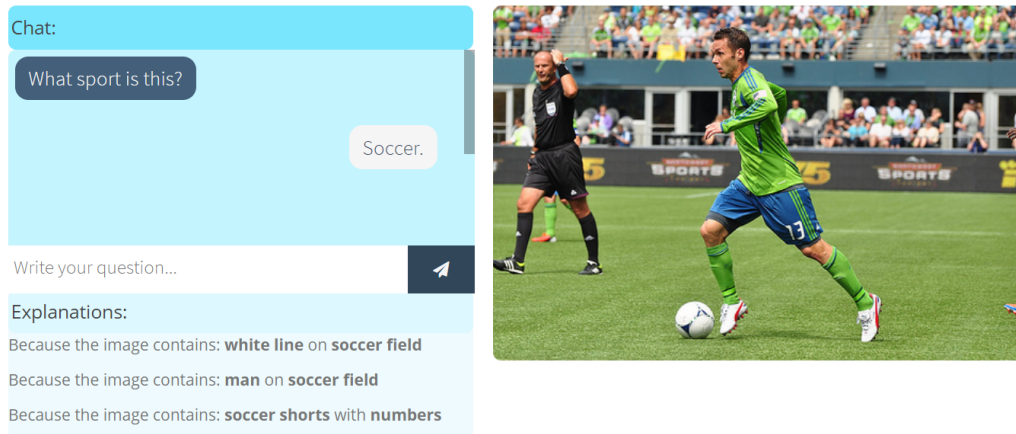 Chat:
What sport is this?
Soccer.
Write your question...
Explanations:
Because the image contains: white line on soccer field
Because the image contains: man on soccer field
Because the image contains: soccer shorts with numbers
5
SPORTS
75
SPORTS
13